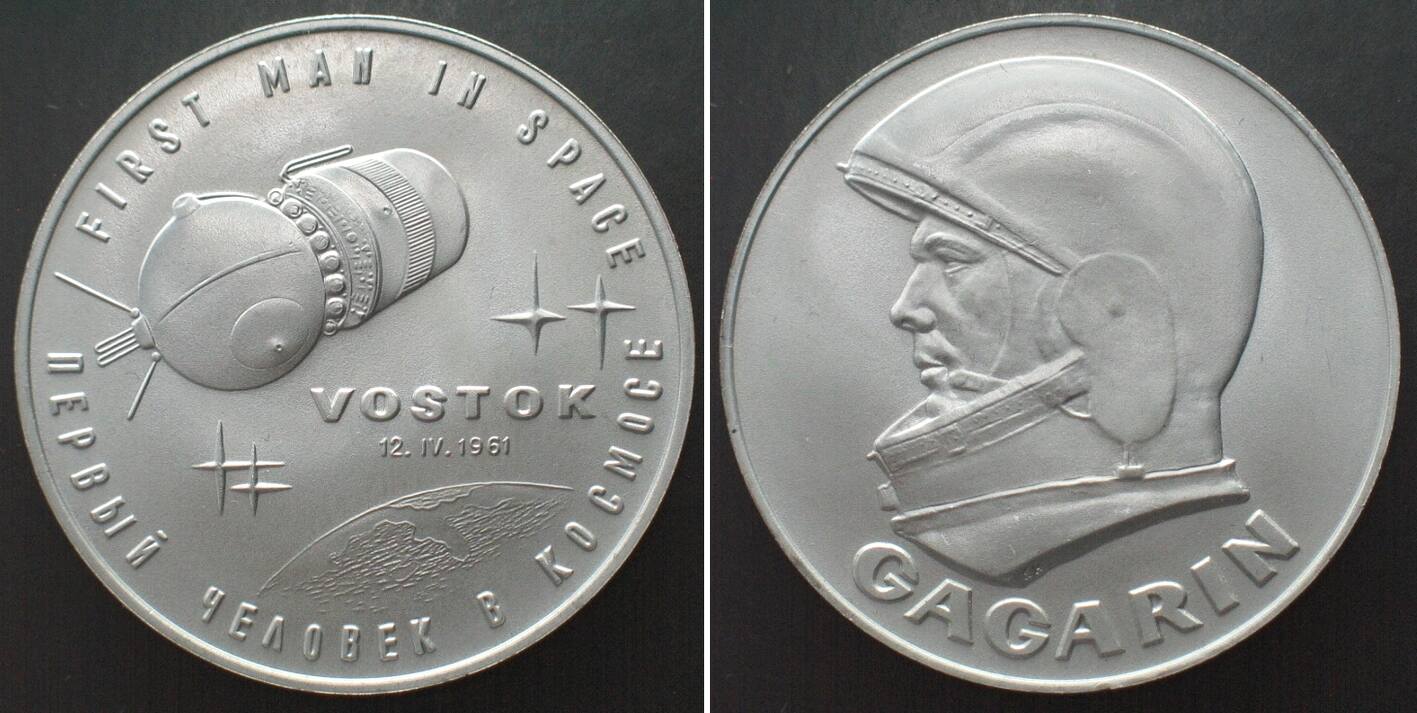 FIRST MAN IN SPACE
VOSTOK
12. IV. 1961
ПЕРВЫЙ ЧЕЛОВЕК В КОСМОСЕ
GAGARIN